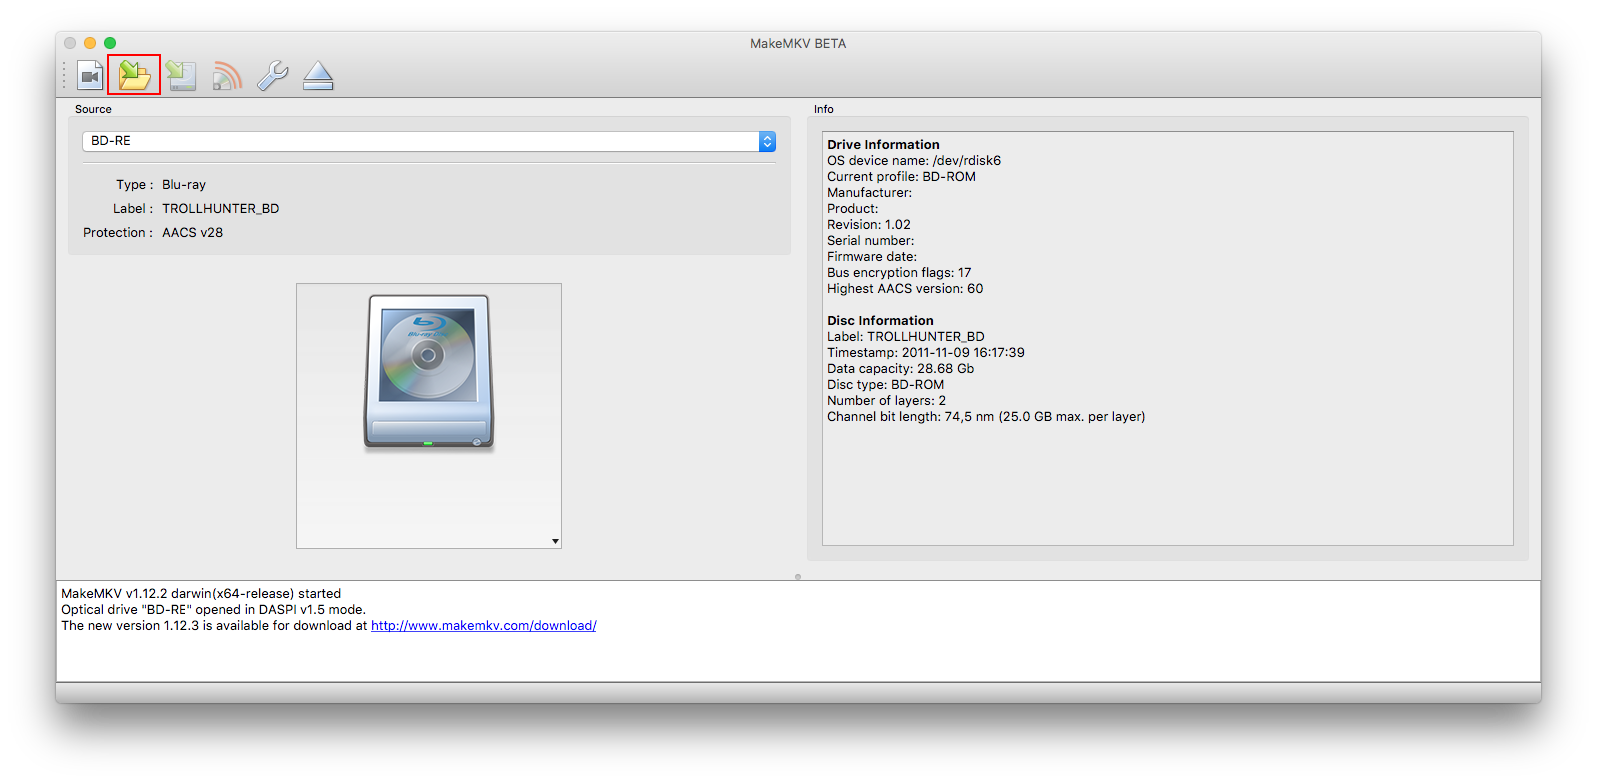 MakeMKV BETA
Source
BD-RE
Type : Blu-ray
Label : TROLLHUNTER_BD
Protection : AACS v28
Blu-ray Disc
Info
Drive Information
OS device name: /dev/rdisk6
Current profile: BD-ROM
Manufacturer:
Product:
Revision: 1.02
Serial number:
Firmware date:
Bus encryption flags: 17
Highest AACS version: 60
Disc Information
Label: TROLLHUNTER_BD
Timestamp: 2011-11-09 16:17:39
Data capacity: 28.68 Gb
Disc type: BD-ROM
Number of layers: 2
Channel bit length: 74,5 nm (25.0 GB max. per layer)
MakeMKV v1.12.2 darwin(x64-release) started
Optical drive "BD-RE" opened in DASPI v1.5 mode.
The new version 1.12.3 is available for download at http://www.makemkv.com/download/